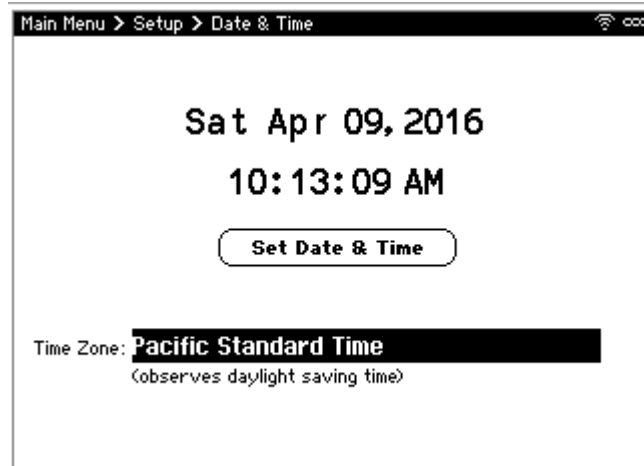 Main Menu > Setup > Date & Time
Sat Apr 09, 2016
10:13:09 AM
Set Date & Time
Time Zone: Pacific Standard Time
(observes daylight saving time)